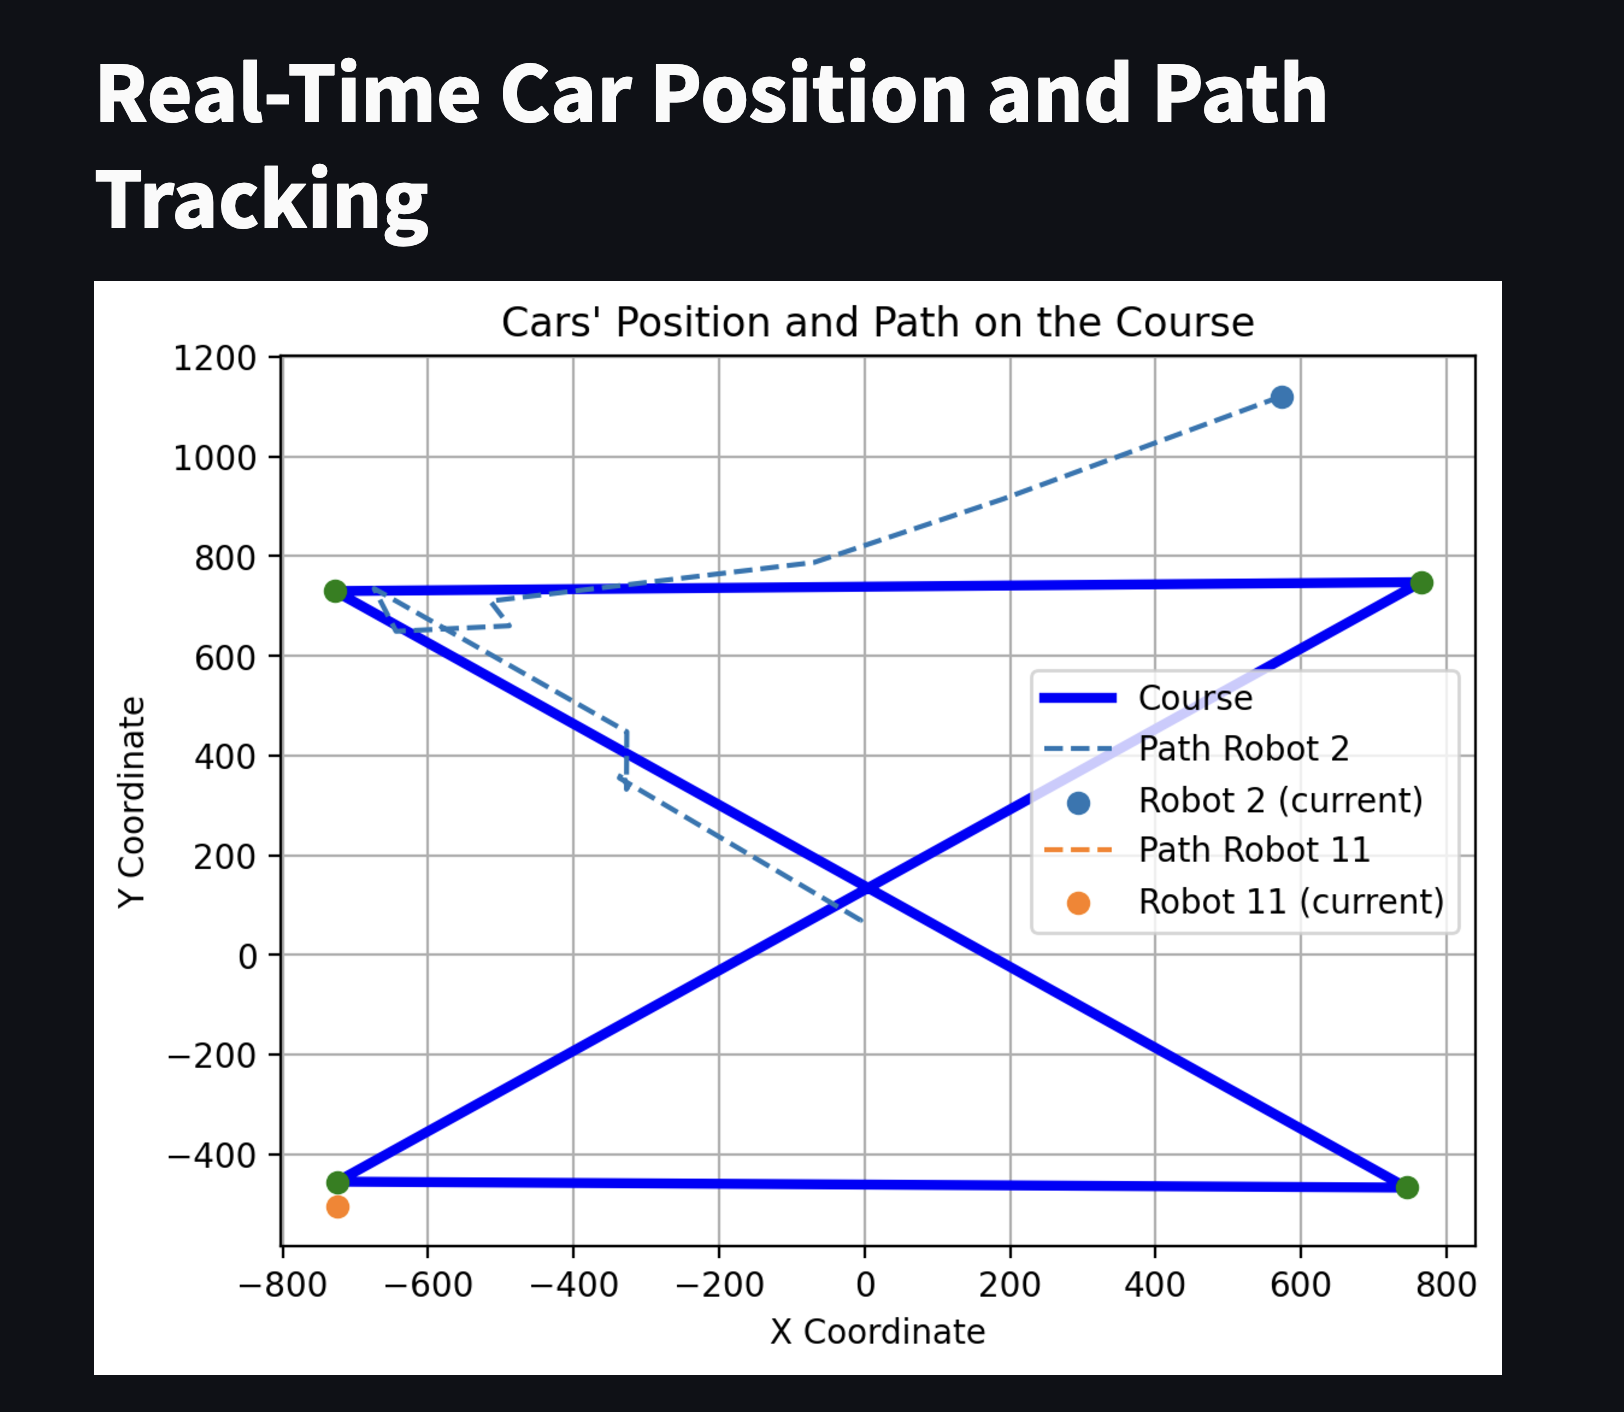 Real-Time Car Position and Path
Tracking
Cars' Position and Path on the Course
1200
1000
800
600
400
200
0
−200
−400
Y Coordinate
Course
Path Robot 2
Robot 2 (current)
Path Robot 11
Robot 11 (current)
−800 −600 −400 −200 0 200 400 600 800
X Coordinate